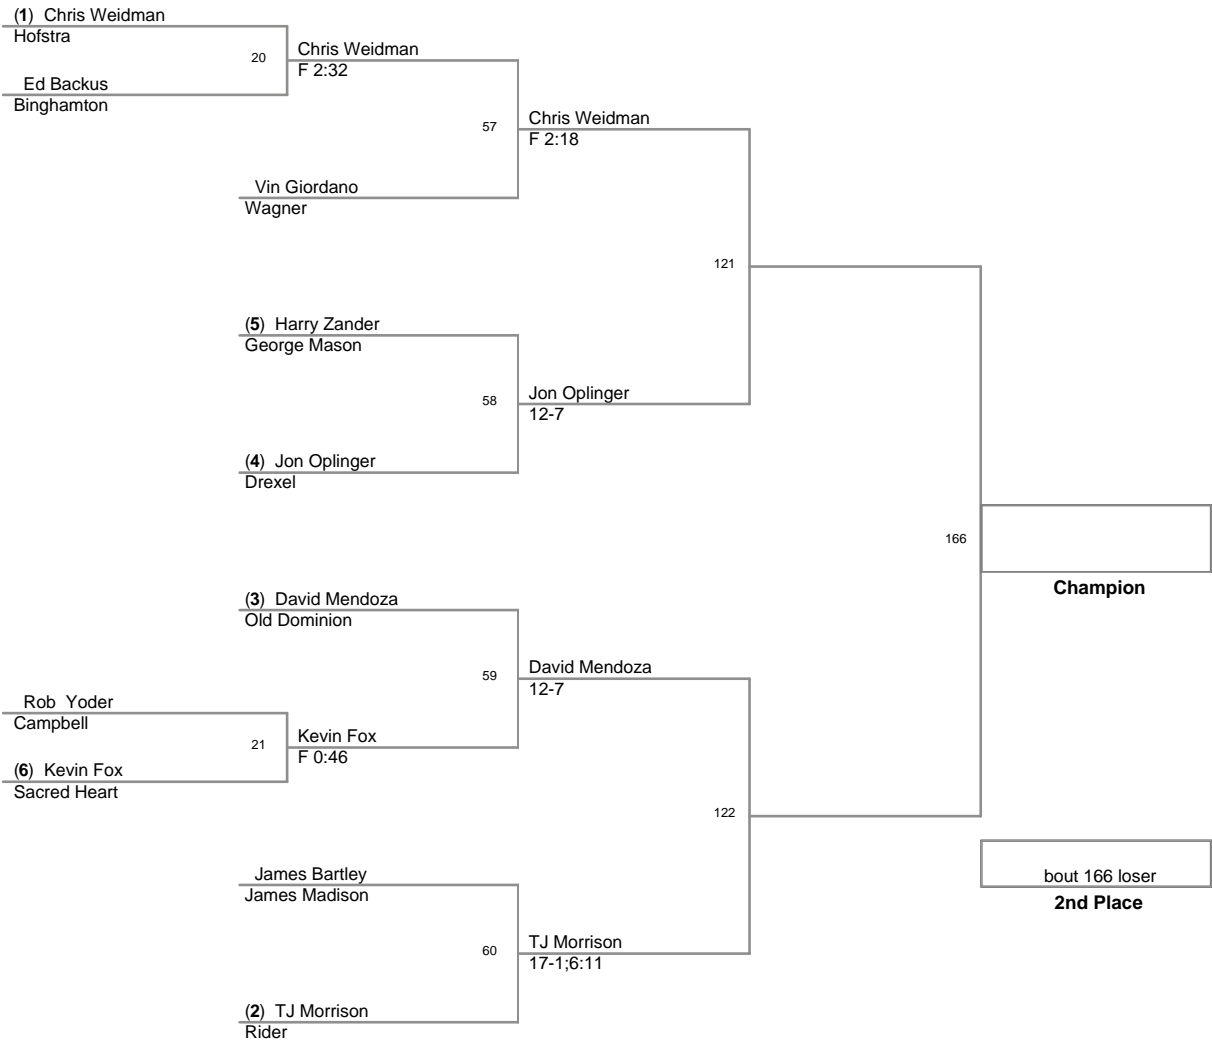 (1) Chris Weidman
Hofstra
20
Chris Weidman
F 2:32
Ed Backus
Binghamton
57
Chris Weidman
F 2:18
Vin Giordano
Wagner
121
(5) Harry Zander
George Mason
58
Jon Oplinger
12-7
(4) Jon Oplinger
Drexel
166
Champion
(3) David Mendoza
Old Dominion
59
David Mendoza
12-7
Rob Yoder
Campbell
21
Kevin Fox
F 0:46
(6) Kevin Fox
Sacred Heart
122
James Bartley
James Madison
bout 166 loser
2nd Place
60
TJ Morrison
17-1;6:11
(2) TJ Morrison
Rider